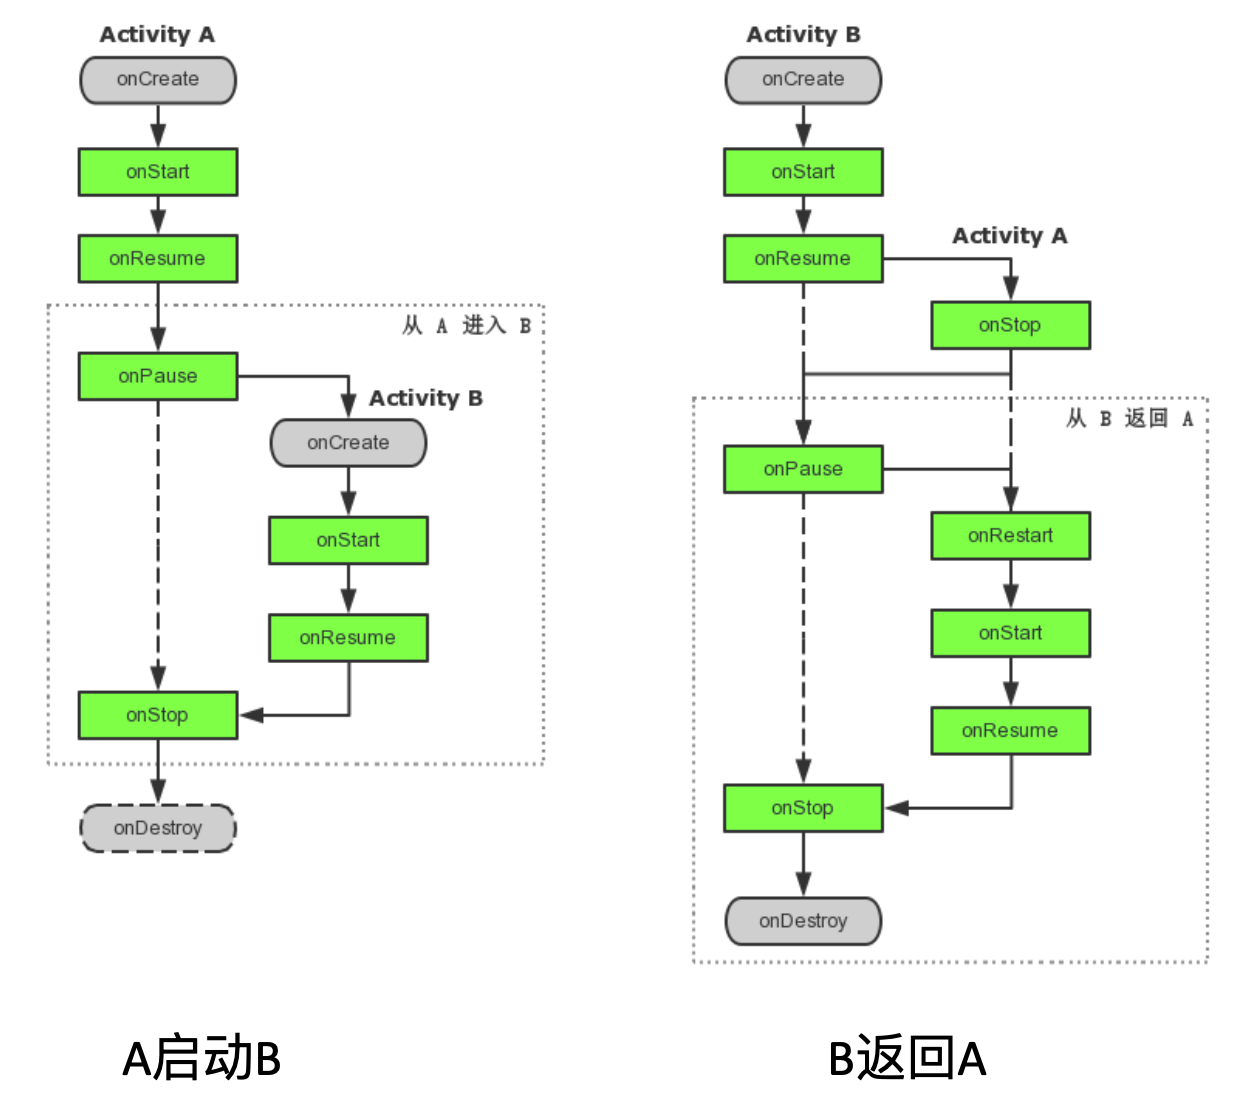 Activity A
onCreate
onStart
onResume
从 A 进入 B
onPause
Activity B
onCreate
onStart
onResume
onStop
onDestroy
A启动B
Activity B
onCreate
onStart
onResume
Activity A
onStop
从 B 返回 A
onPause
onRestart
onStart
onResume
onStop
onDestroy
B返回A